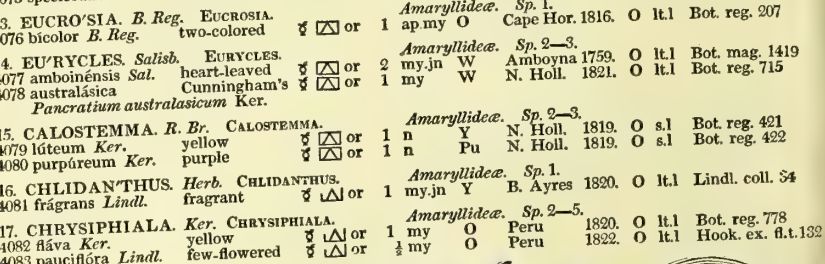 3. EUCRO'SIA. B. Reg. EUCROSIA. Amaryllideæ. Sp. 1.
076 bícolor B. Reg. two-colored or 1 ap.my O Cape Hor. 1816. O lt.l Bot. reg. 207
4. EU'RYCLES. Salisb. EURYCLES. Amaryllideæ. Sp. 2—3.
4077 amboinénsis Sal. heart-leaved or 2 my.jn W Amboyna 1759. O lt.l Bot. mag. 1419
4078 australásica Cunningham's or 1 my W N. Holl. 1821. O lt.l Bot. reg. 715
Pancratium australasicum Ker.
15. CALOSTEMMA. R. Br. CALOSTEMMA. Amaryllideæ. Sp. 2—3.
4079 lúteum Ker. yellow or 1 n Y N. Holl. 1819. O s.l Bot. reg. 421
4080 purpúreum Ker. purple or 1 n Pu N. Holl. 1819. O s.l Bot. reg. 422
16. CHLIDAN'THUS. Herb. CHLIDANTHUS. Amaryllideæ. Sp. 1.
4081 frágrans Lindl. fragrant or 1 my.jn Y B. Ayres 1820. O lt.l Lindl. coll. 34
17. CHRYSIPHIALA. Ker. CHRYSIPHIALA. Amaryllideæ. Sp. 2—5.
4082 fláva Ker. yellow or 1 my O Peru 1820. O lt.l Bot. reg. 778
4083 pauciflóra Lindl. few-flowered or ½ my O Peru 1822. O lt.l Hook. ex. fl.t.132